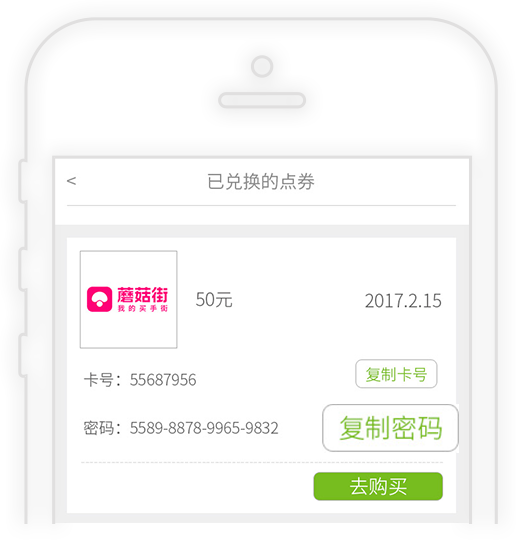 < 已兑换的点券
蘑菇街
我的买手街
50元 2017.2.15
卡号：55687956 复制卡号
密码：5589-8878-9965-9832 复制密码
去购买